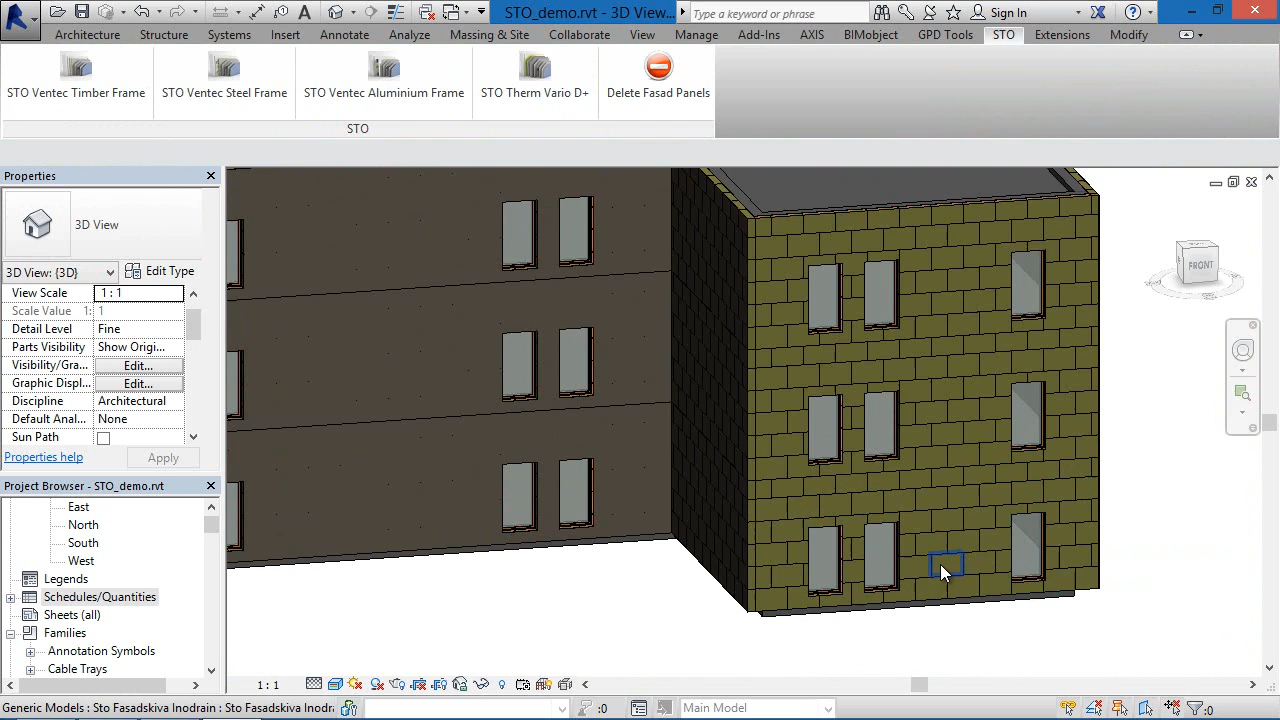 STO_demo.rvt - 3D View...
Type a keyword or phrase
Sign In
Architecture Structure Systems Insert Annotate Analyze Massing & Site Collaborate View Manage Add-Ins AXIS BIMobject GPD Tools STO Extensions Modify
STO Ventec Timber Frame STO Ventec Steel Frame STO Ventec Aluminium Frame STO Therm Vario D+ Delete Fasad Panels
STO
Properties
3D View
3D View: {3D} Edit Type
View Scale 1 : 1
Scale Value 1: 1
Detail Level Fine
Parts Visibility Show Origi...
Visibility/Gra... Edit...
Graphic Displ... Edit...
Discipline Architectural
Default Anal... None
Sun Path
Properties help Apply
Project Browser - STO_demo.rvt
East
North
South
West
Legends
Schedules/Quantities
Sheets (all)
Families
Annotation Symbols
Cable Trays
FRONT
1 : 1
Generic Models : Sto Fasadskiva Inodrain : Sto Fasadskiva Inodra
:0
Main Model
:0